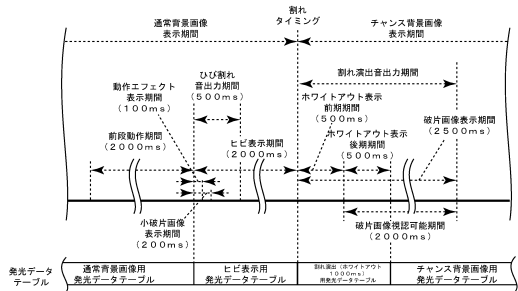 通常背景画像
表示期間
割れ
タイミング
チャンス背景画像
表示期間
動作エフェクト
表示期間
(100ms)
ひび割れ
音出力期間
(500ms)
割れ演出音出力期間
ホワイトアウト表示
前期期間
(500ms)
前段動作期間
(2000ms)
ヒビ表示期間
(2000ms)
ホワイトアウト表示
後期期間
(500ms)
破片画像表示期間
(2500ms)
小破片画像
表示期間
(200ms)
破片画像視認可能期間
(2000ms)
発光データ
テーブル
通常背景画像用
発光データテーブル
ヒビ表示用
発光データテーブル
割れ演出(ホワイトアウト
1000ms)
用発光データテーブル
チャンス背景画像用
発光データテーブル